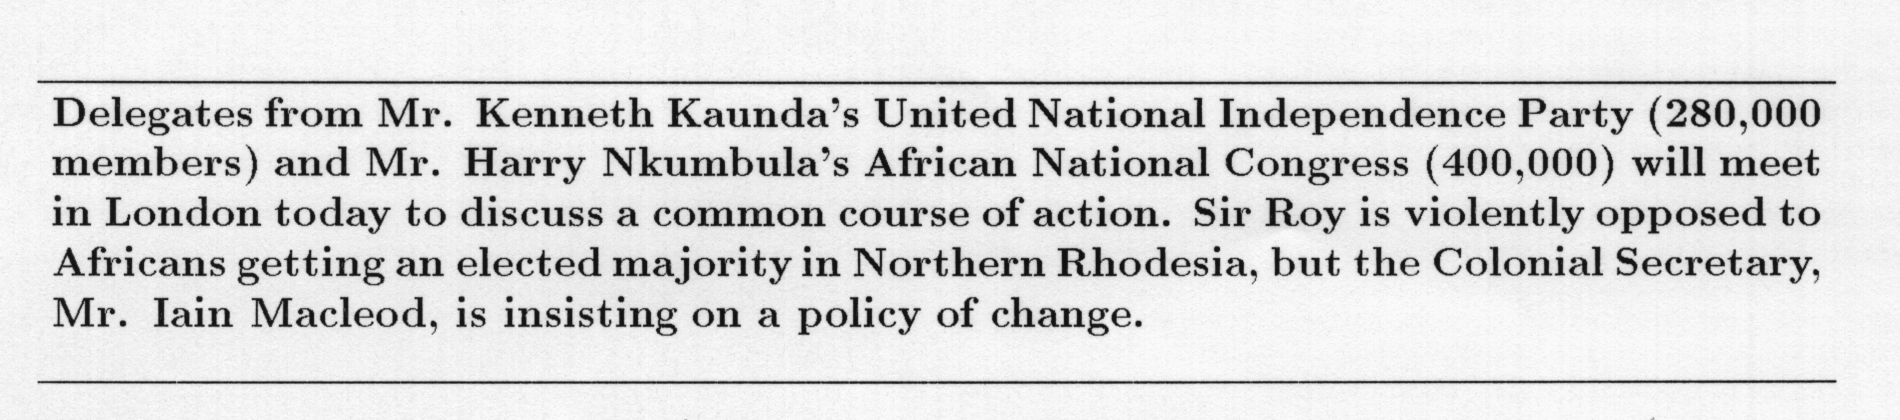 Delegates from Mr. Kenneth Kaunda's United National Independence Party (280,000
members) and Mr. Harry Nkumbula's African National Congress (400,000) will meet
in London today to discuss a common course of action. Sir Roy is violently opposed to
Africans getting an elected majority in Northern Rhodesia, but the Colonial Secretary,
Mr. Iain Macleod, is insisting on a policy of change.